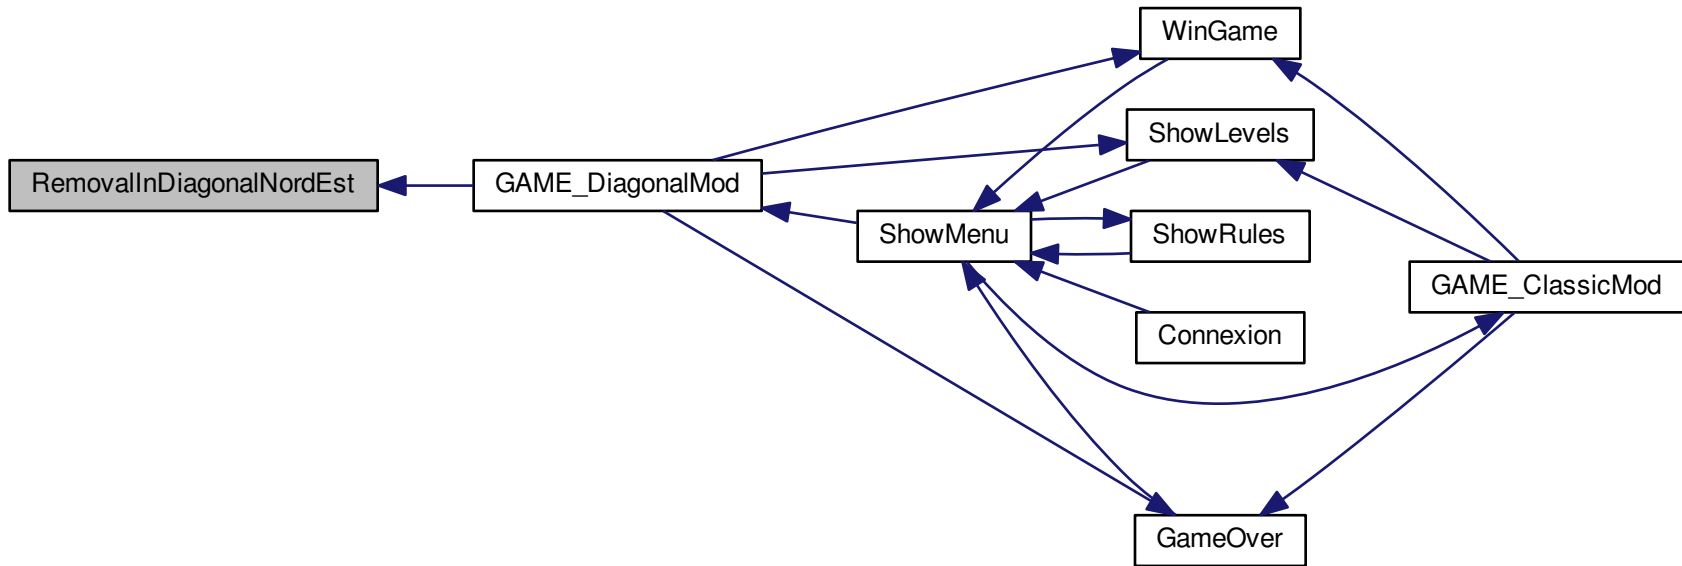 WinGame
ShowLevels
RemovalInDiagonalNordEst
GAME_DiagonalMod
ShowMenu
ShowRules
GAME_ClassicMod
Connexion
GameOver